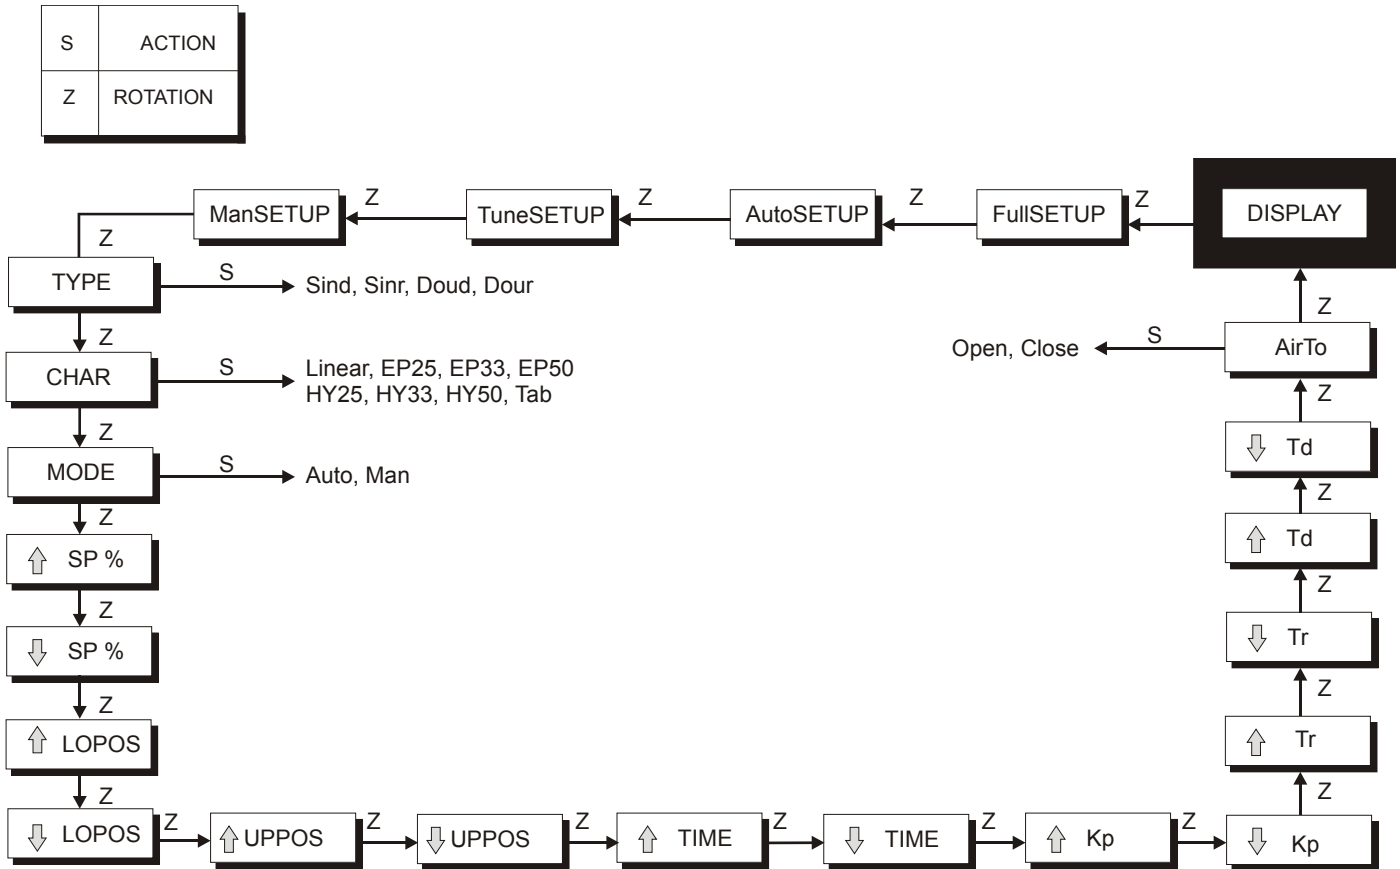 S ACTION
Z ROTATION
ManSETUP Z TuneSETUP Z AutoSETUP Z FullSETUP Z DISPLAY
Z
TYPE S Sind, Sinr, Doud, Dour
Z
CHAR S Linear, EP25, EP33, EP50
HY25, HY33, HY50, Tab
Z
MODE S Auto, Man
Z
SP %
Z
SP %
Z
LOPOS
Z
LOPOS Z UPPOS Z UPPOS Z TIME Z TIME Z Kp Z Kp
Z
Tr
Z
Tr
Z
Td
Z
Td
Z
Open, Close S AirTo
Z